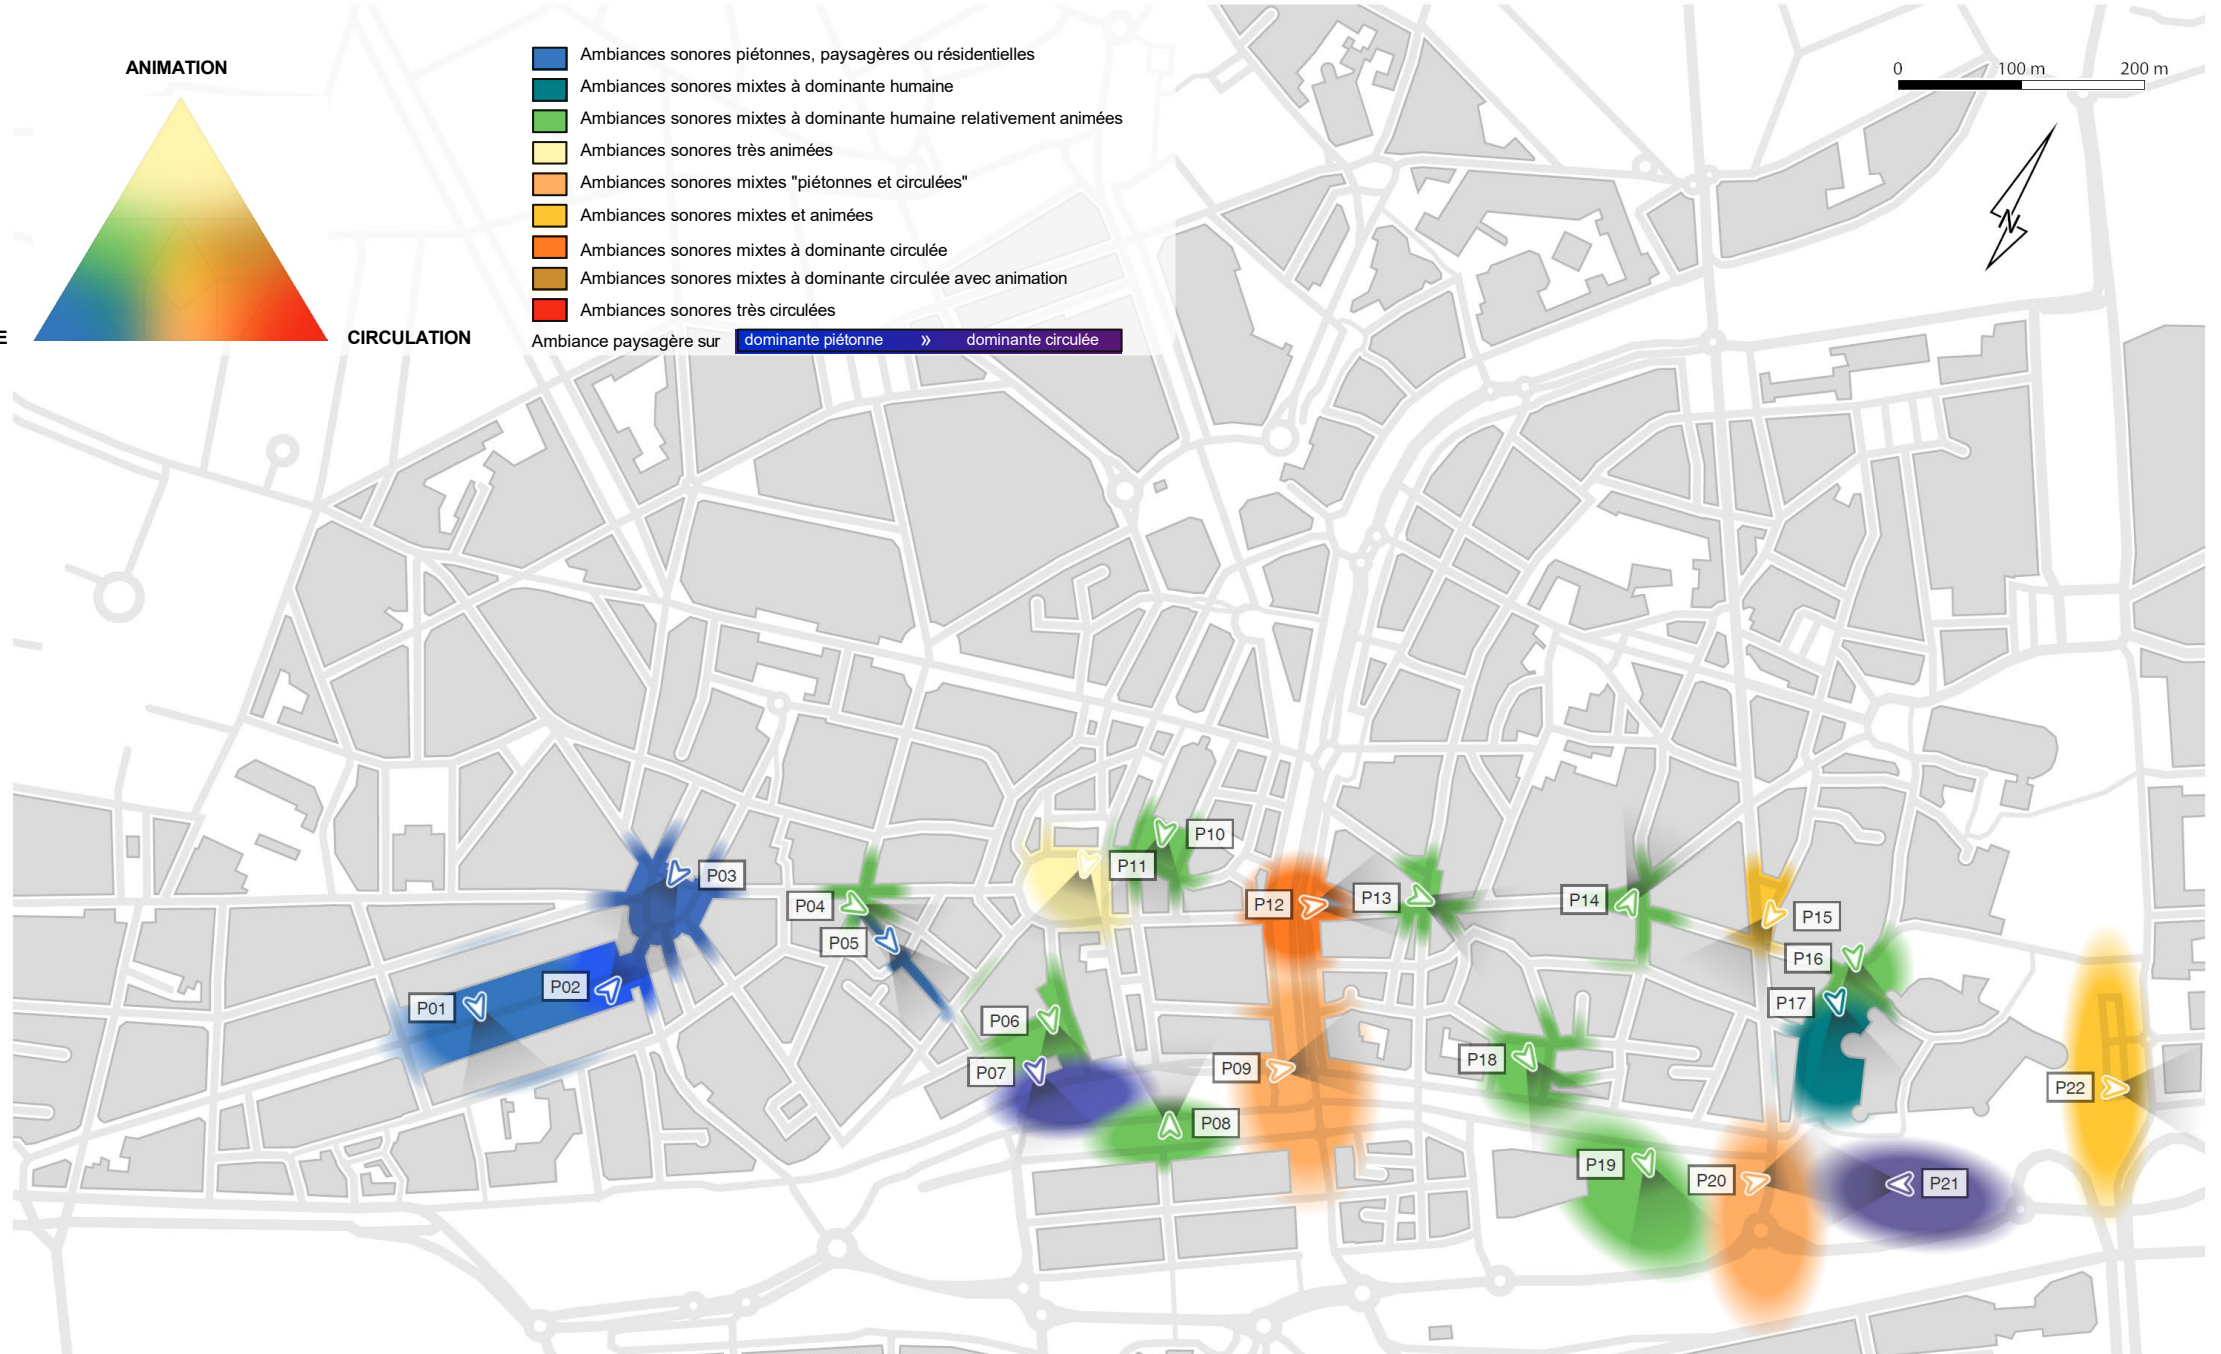 ANIMATION
E
CIRCULATION
Ambiances sonores piétonnes, paysagères ou résidentielles
Ambiances sonores mixtes à dominante humaine
Ambiances sonores mixtes à dominante humaine relativement animées
Ambiances sonores très animées
Ambiances sonores mixtes "piétonnes et circulées"
Ambiances sonores mixtes et animées
Ambiances sonores mixtes à dominante circulée
Ambiances sonores mixtes à dominante circulée avec animation
Ambiances sonores très circulées
Ambiance paysagère sur dominante piétonne » dominante circulée
0 100 m 200 m
N
P01
P02
P03
P04
P05
P06
P07
P08
P09
P10
P11
P12
P13
P14
P15
P16
P17
P18
P19
P20
P21
P22